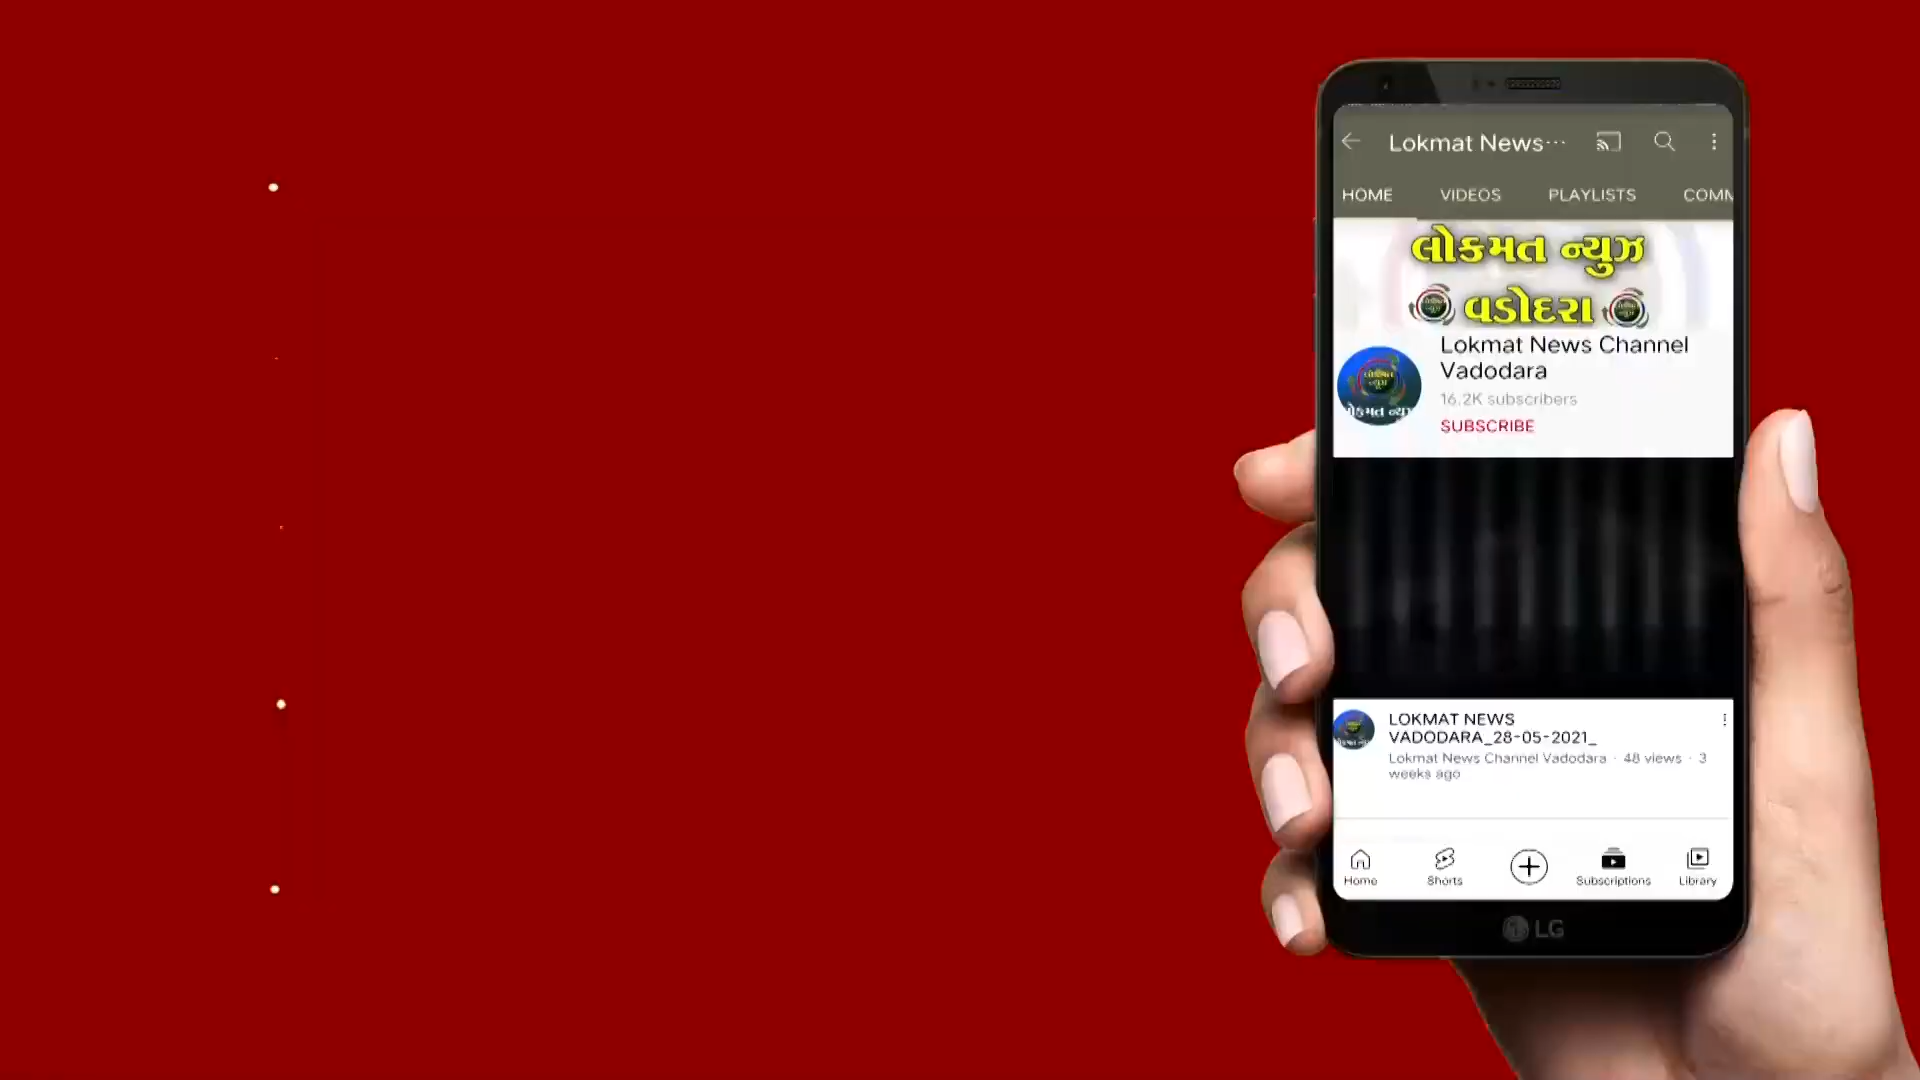 Lokmat News...
HOME VIDEOS PLAYLISTS COMM
લોકમત ન્યુઝ
વડોદરા
Lokmat News Channel
Vadodara
16.2K subscribers
SUBSCRIBE
LOKMAT NEWS
VADODARA_28-05-2021_
Lokmat News Channel Vadodara · 48 views · 3
weeks ago
Home Shorts Subscriptions Library
LG